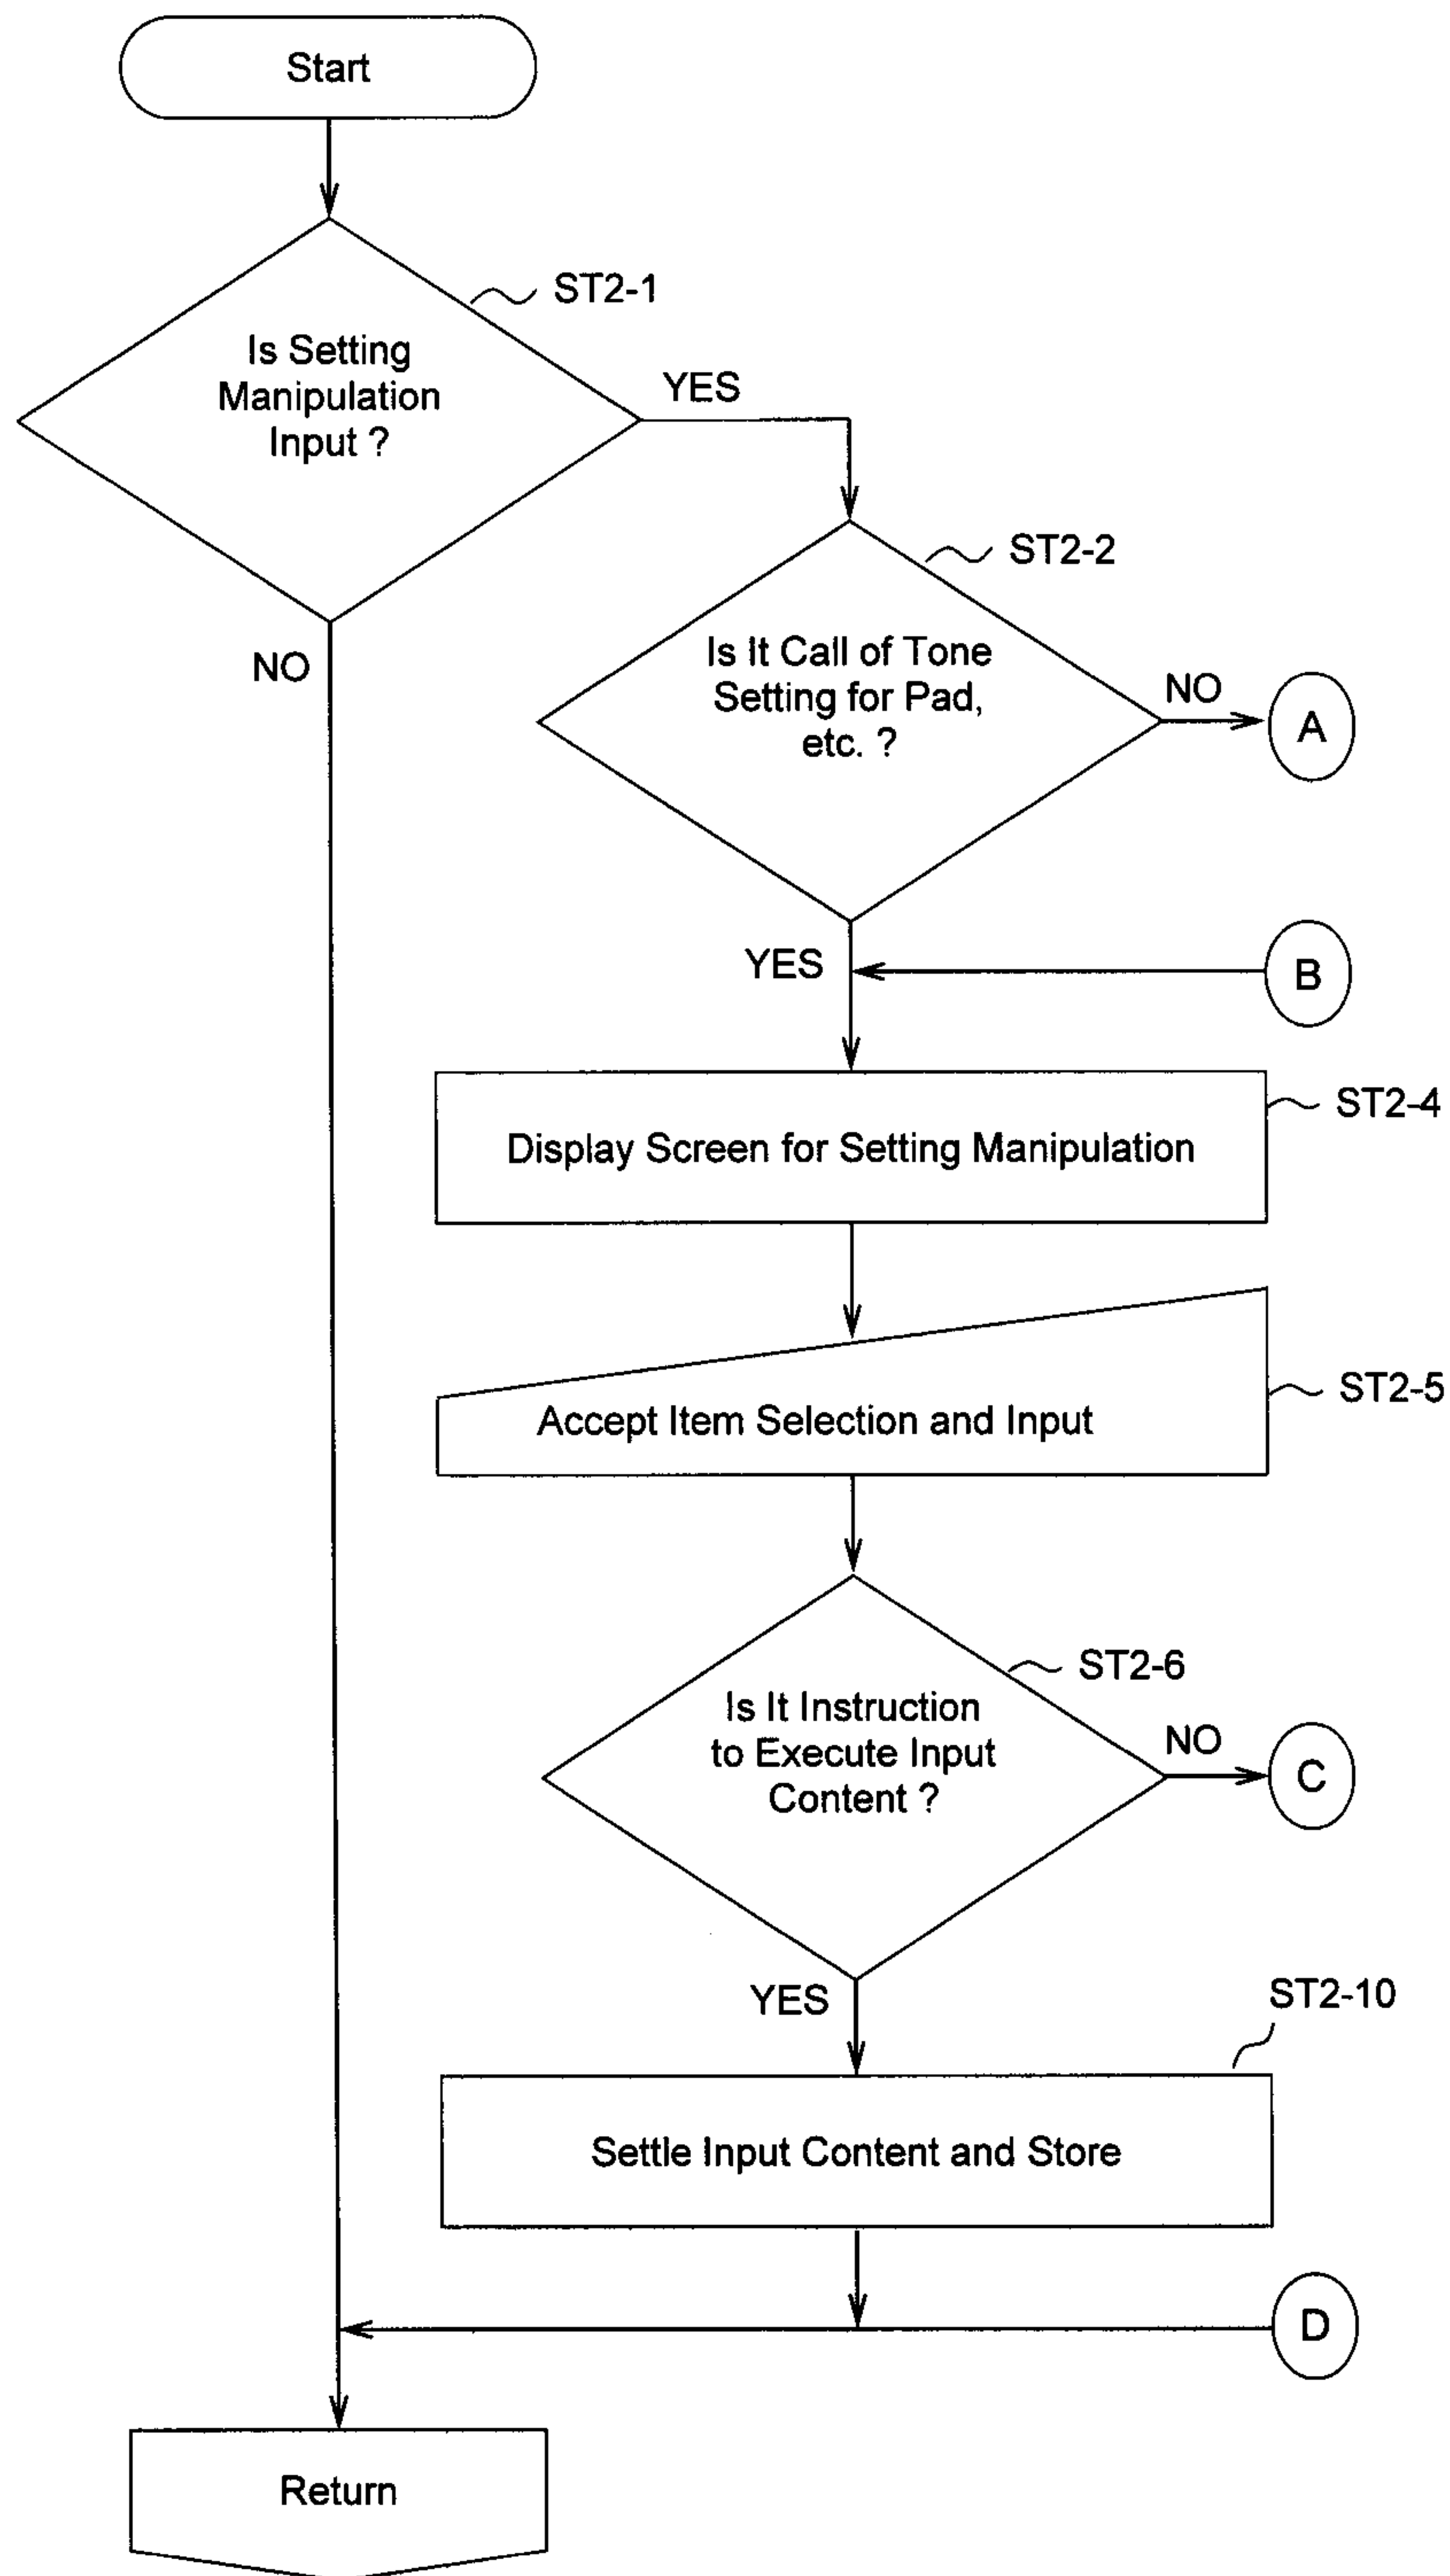 Start
ST2-1
Is Setting
Manipulation
Input ?
YES
NO
ST2-2
Is It Call of Tone
Setting for Pad,
etc. ?
NO
A
YES
B
ST2-4
Display Screen for Setting Manipulation
ST2-5
Accept Item Selection and Input
ST2-6
Is It Instruction
to Execute Input
Content ?
NO
C
YES
ST2-10
Settle Input Content and Store
D
Return